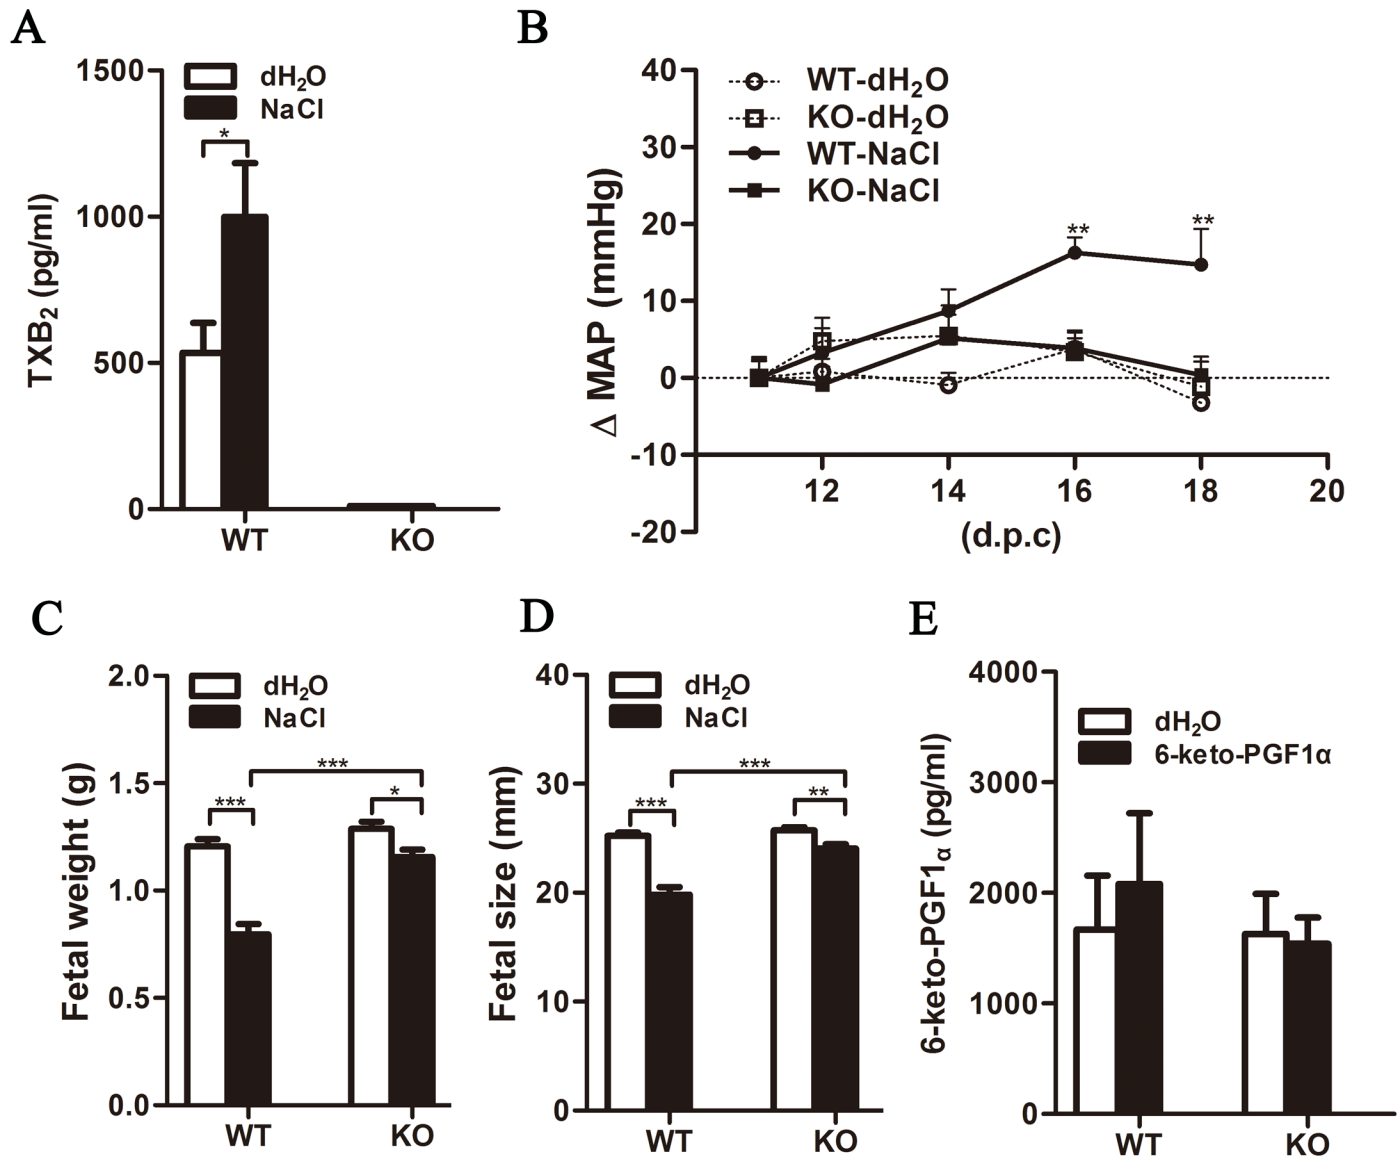 A
TXB2 (pg/ml)
1500
1000
500
0
dH2O
NaCl
*
WT
KO
B
Δ MAP (mmHg)
40
30
20
10
0
-10
-20
WT-dH2O
KO-dH2O
WT-NaCl
KO-NaCl
**
**
12
14
16
18
20
(d.p.c)
C
Fetal weight (g)
2.0
1.5
1.0
0.5
0.0
dH2O
NaCl
***
***
*
WT
KO
D
Fetal size (mm)
40
30
20
10
0
dH2O
NaCl
***
***
**
WT
KO
E
6-keto-PGF1α (pg/ml)
4000
3000
2000
1000
0
dH2O
6-keto-PGF1α
WT
KO